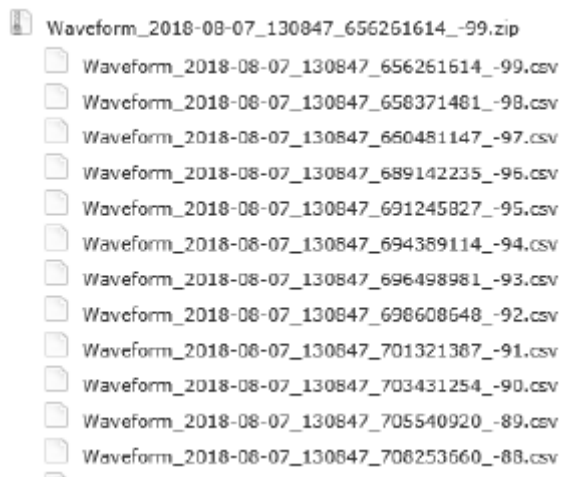 Waveform_2018-08-07_130847_656261614_-99.zip
Waveform_2018-08-07_130847_656261614_-99.csv
Waveform_2018-08-07_130847_658371481_-98.csv
Waveform_2018-08-07_130847_660481147_-97.csv
Waveform_2018-08-07_130847_689142235_-96.csv
Waveform_2018-08-07_130847_691245827_-95.csv
Waveform_2018-08-07_130847_694389114_-94.csv
Waveform_2018-08-07_130847_696498981_-93.csv
Waveform_2018-08-07_130847_698608648_-92.csv
Waveform_2018-08-07_130847_701321387_-91.csv
Waveform_2018-08-07_130847_703431254_-90.csv
Waveform_2018-08-07_130847_705540920_-89.csv
Waveform_2018-08-07_130847_708253660_-88.csv